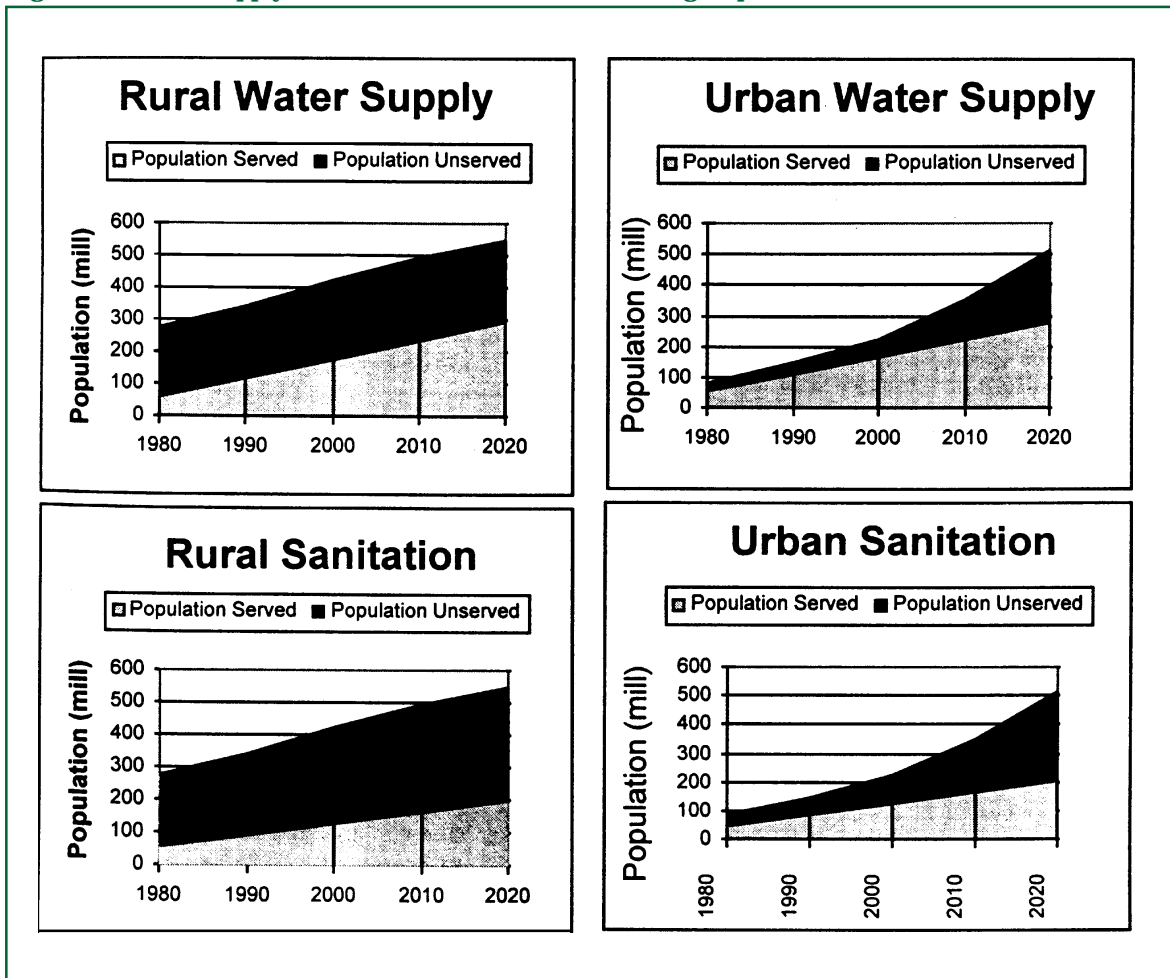 Rural Water Supply
Population Served Population Unserved
Population (mill)
600
500
400
300
200
100
0
1980 1990 2000 2010 2020
Urban Water Supply
Population Served Population Unserved
Population (mill)
600
500
400
300
200
100
0
1980 1990 2000 2010 2020
Rural Sanitation
Population Served Population Unserved
Population (mill)
600
500
400
300
200
100
0
1980 1990 2000 2010 2020
Urban Sanitation
Population Served Population Unserved
Population (mill)
600
500
400
300
200
100
0
1980 1990 2000 2010 2020